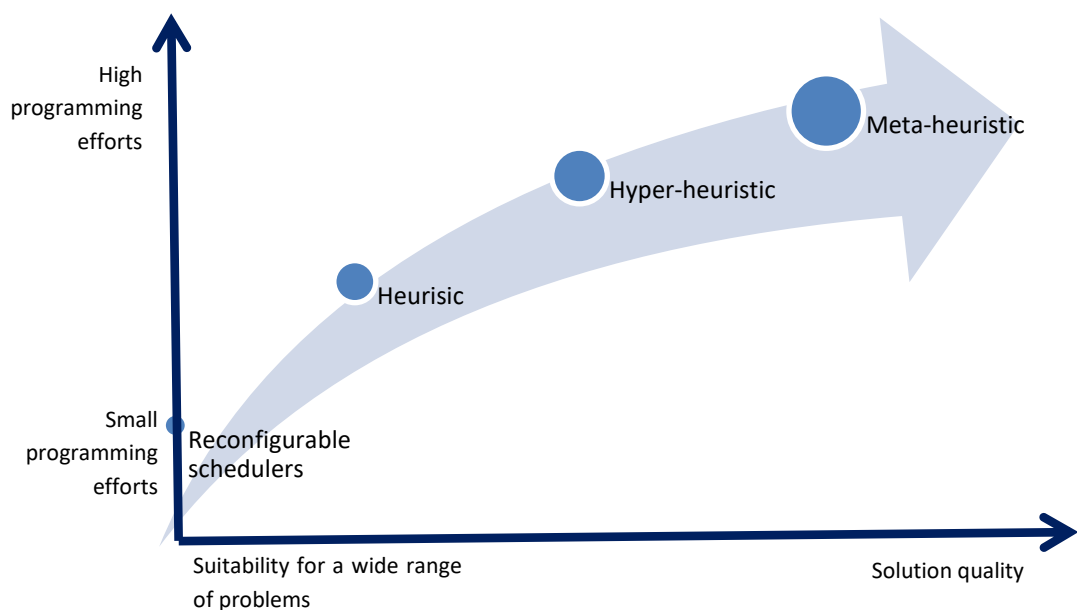 High
programming
efforts
Meta-heuristic
Hyper-heuristic
Heurisic
Small
programming
efforts
Reconfigurable
schedulers
Suitability for a wide range
of problems
Solution quality